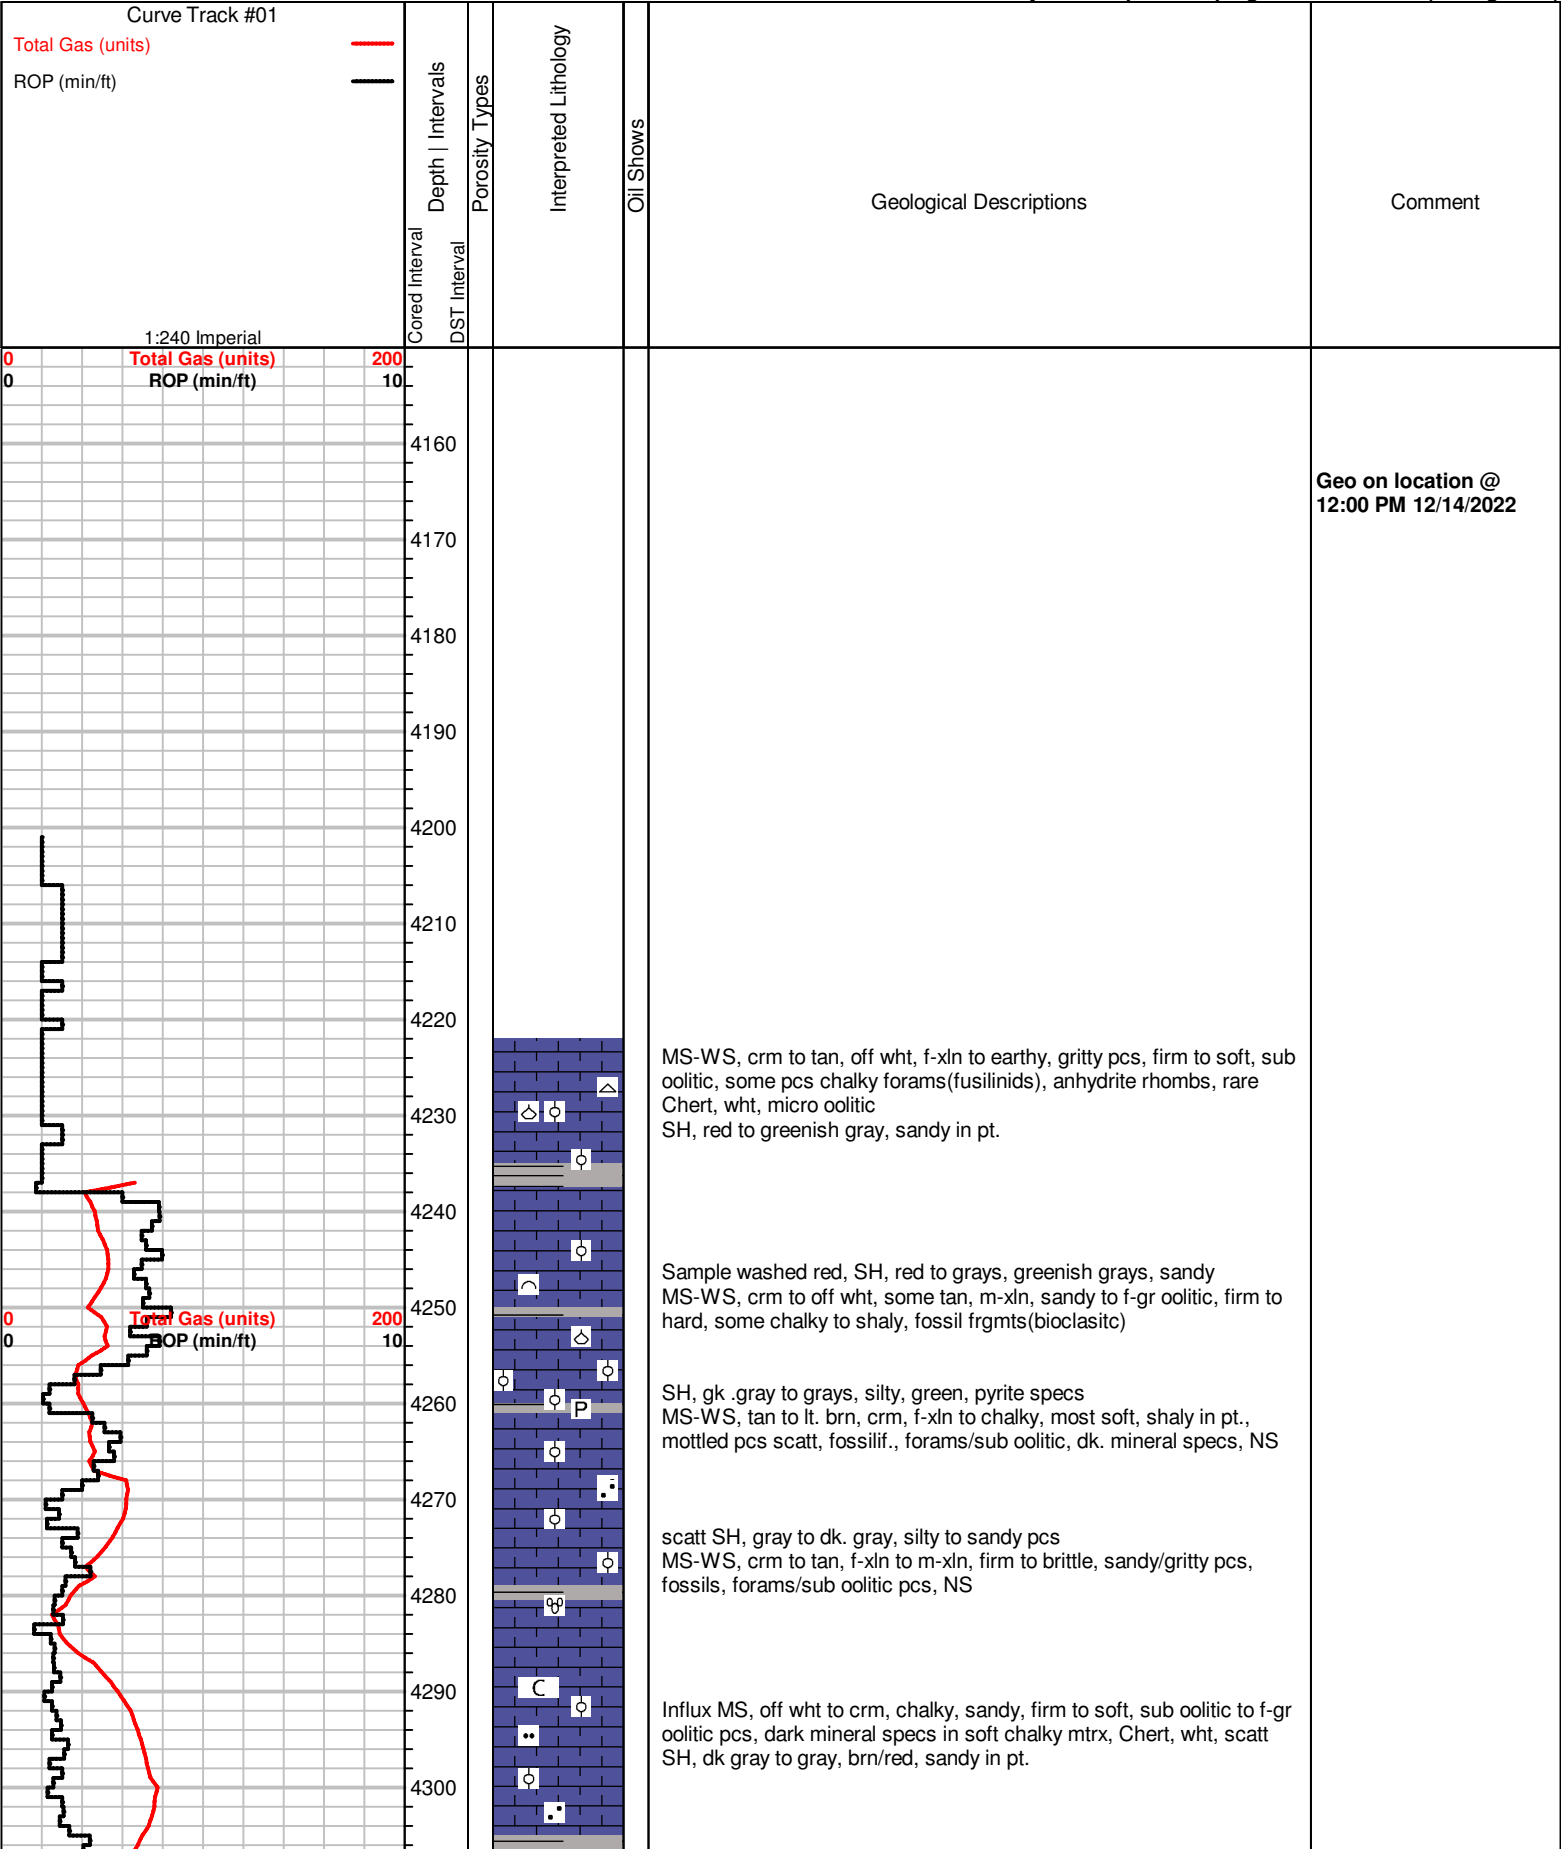 Curve Track #01
Total Gas (units)
ROP (min/ft)
1:240 Imperial
Depth | Intervals
Cored Interval
DST Interval
Porosity Types
Interpreted Lithology
Oil Shows
Geological Descriptions
Comment
0 Total Gas (units) 200
0 ROP (min/ft) 10
4160
Geo on location @
12:00 PM 12/14/2022
4170
4180
4190
4200
4210
4220
MS-WS, crm to tan, off wht, f-xln to earthy, gritty pcs, firm to soft, sub
oolitic, some pcs chalky forams(fusilinids), anhydrite rhombs, rare
Chert, wht, micro oolitic
SH, red to greenish gray, sandy in pt.
4230
4240
Sample washed red, SH, red to grays, greenish grays, sandy
MS-WS, crm to off wht, some tan, m-xln, sandy to f-gr oolitic, firm to
hard, some chalky to shaly, fossil frgmts(bioclasitc)
4250
0 Total Gas (units) 200
0 ROP (min/ft) 10
SH, gk .gray to grays, silty, green, pyrite specs
MS-WS, tan to lt. brn, crm, f-xln to chalky, most soft, shaly in pt.,
mottled pcs scatt, fossilif., forams/sub oolitic, dk. mineral specs, NS
4260
P
4270
scatt SH, gray to dk. gray, silty to sandy pcs
MS-WS, crm to tan, f-xln to m-xln, firm to brittle, sandy/gritty pcs,
fossils, forams/sub oolitic pcs, NS
4280
4290
C
Influx MS, off wht to crm, chalky, sandy, firm to soft, sub oolitic to f-gr
oolitic pcs, dark mineral specs in soft chalky mtrx, Chert, wht, scatt
SH, dk gray to gray, brn/red, sandy in pt.
4300